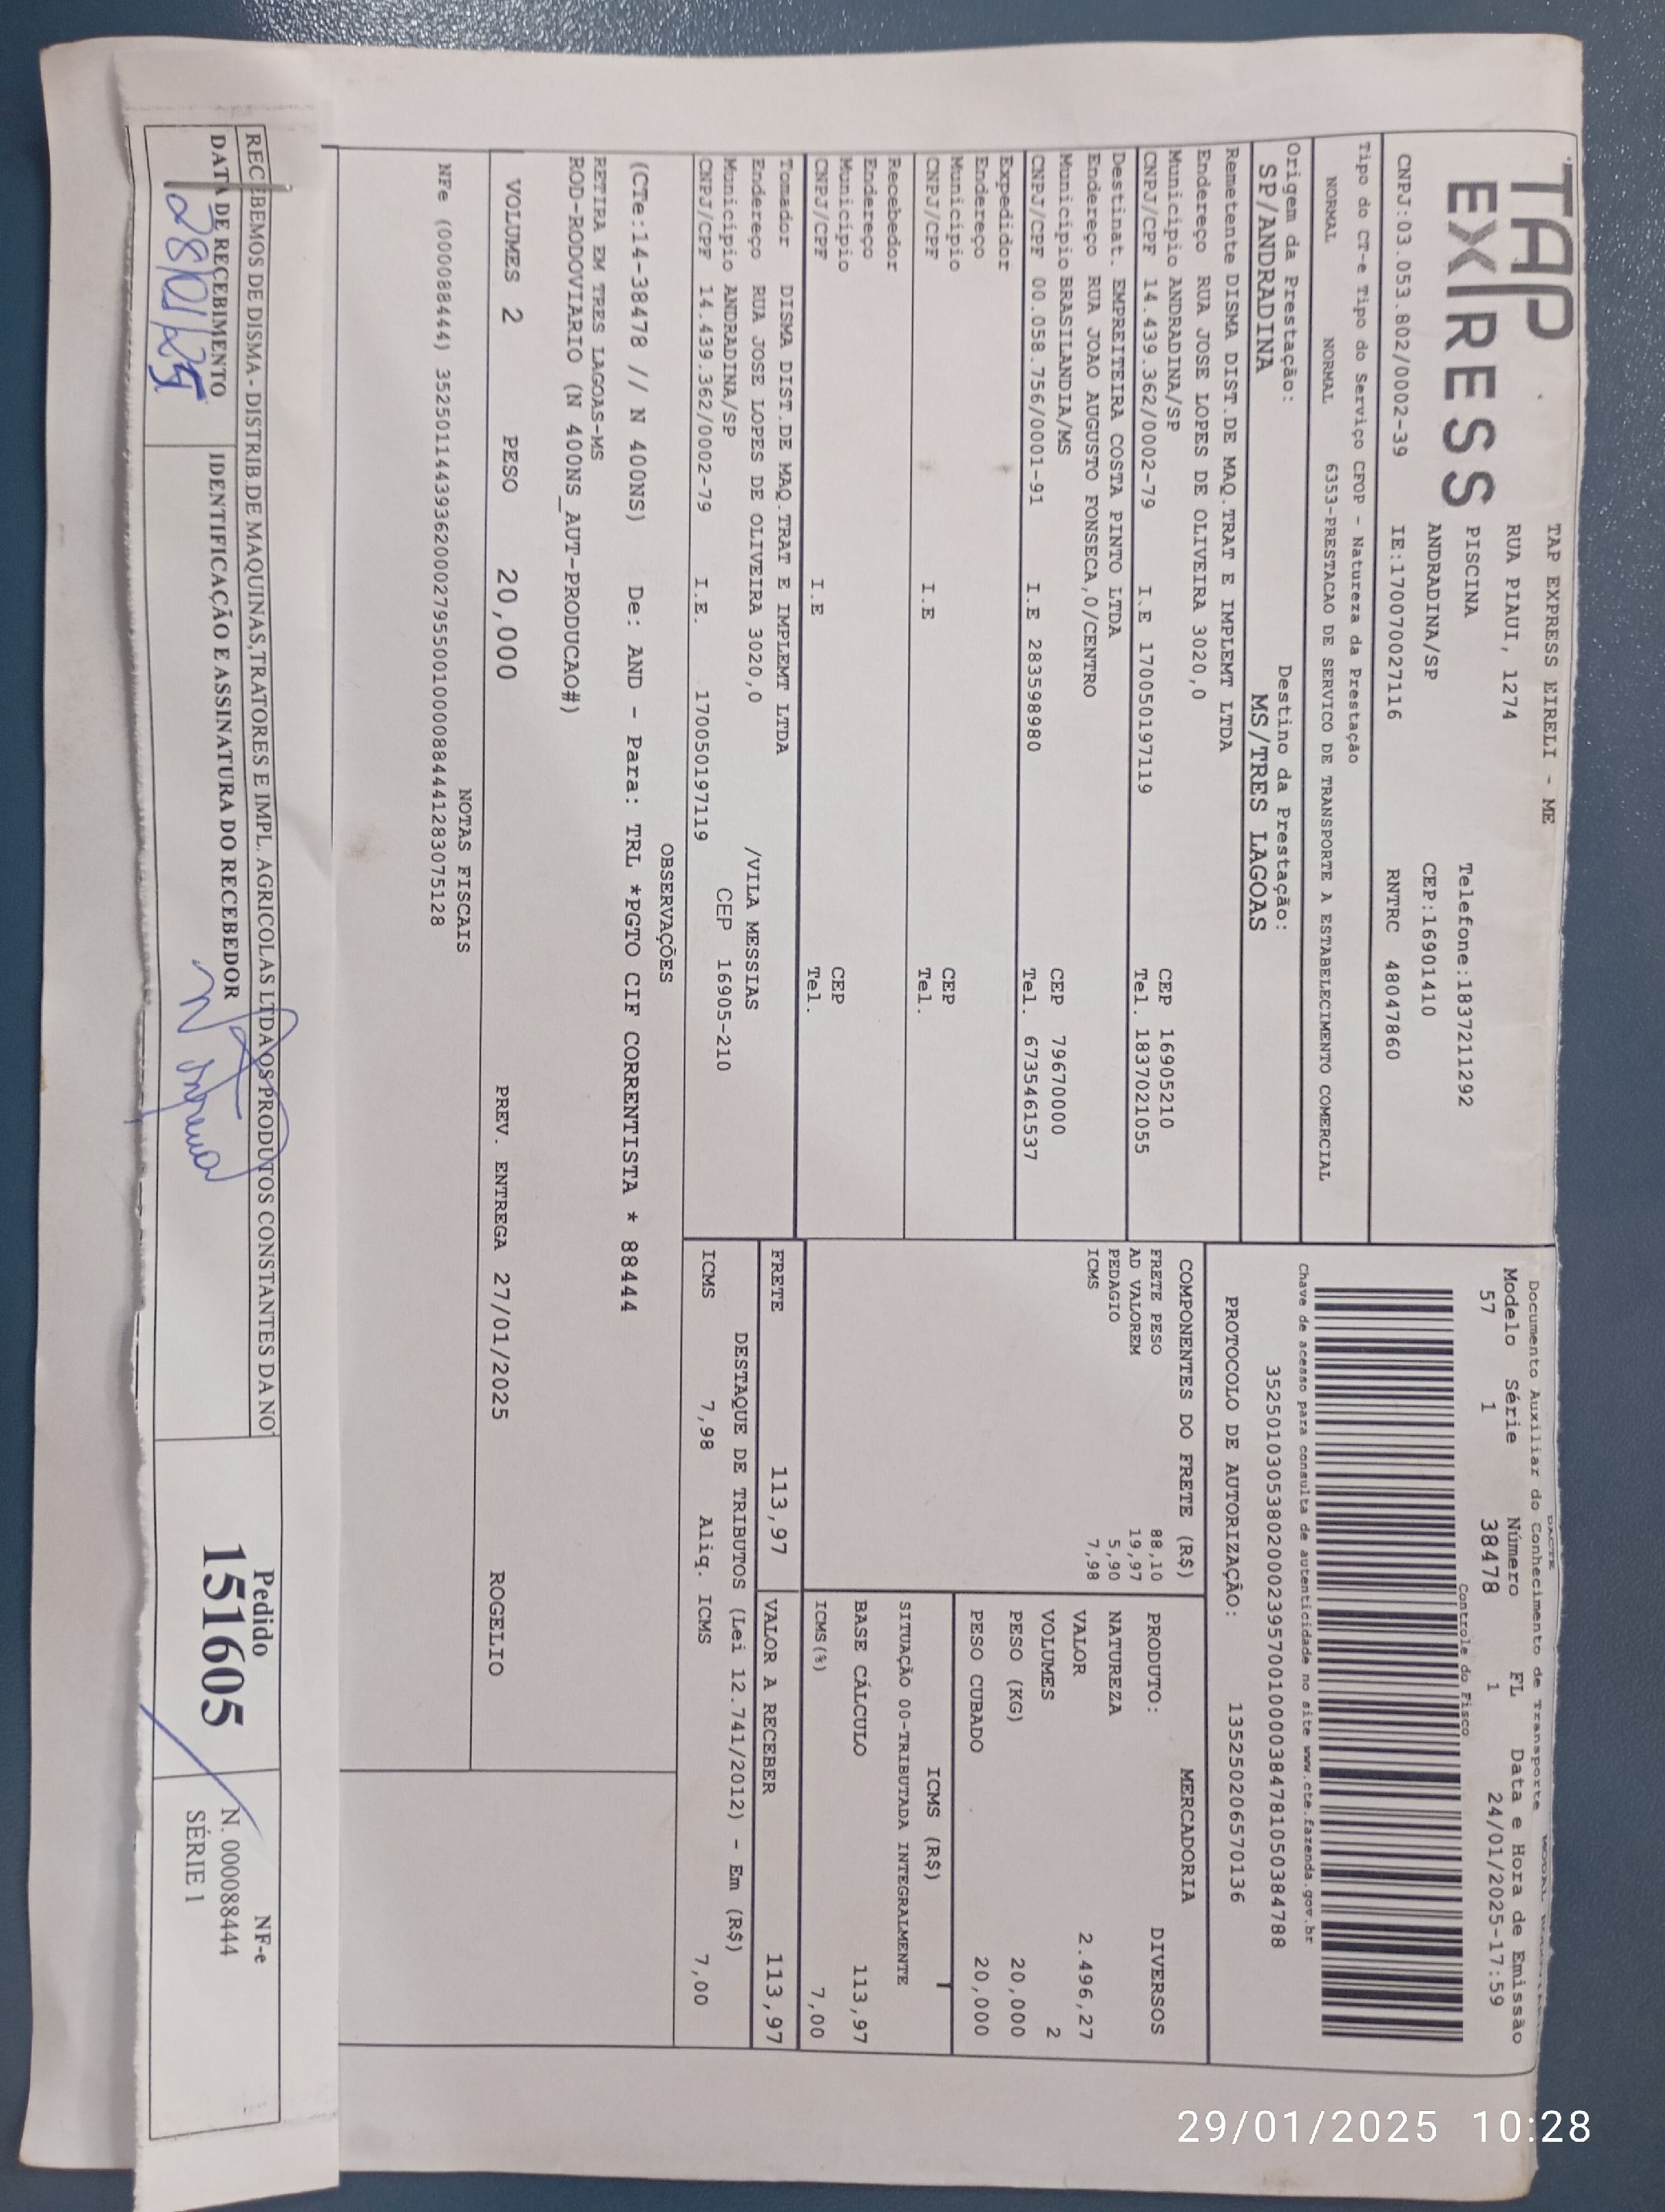 TAP
EXPRESS
TAP EXPRESS EIRELI - ME
RUA PIAUI, 1274
PISCINA
Telefone:1837211292
ANDRADINA/SP
CEP:16901410
CNPJ:03.053.802/0002-39
IE:170070027116
RNTRC 48047860
Tipo do CT-e Tipo do Serviço CFOP - Natureza da Prestação
NORMAL NORMAL 6353-PRESTACAO DE SERVICO DE TRANSPORTE A ESTABELECIMENTO COMERCIAL
Origem da Prestação:
Destino da Prestação:
SP/ANDRADINA
MS/TRES LAGOAS
DACTE
Documento Auxiliar do Conhecimento de Transporte
Modelo Série Número FL Data e Hora de Emissão
57 1 38478 1 24/01/2025-17:59
Controle do Fisco
Chave de acesso para consulta de autenticidade no site www.cte.fazenda.gov.br
35250103053802000239570010000384781050384788
PROTOCOLO DE AUTORIZAÇÃO: 135250206570136
Remetente DISMA DIST.DE MAQ.TRAT E IMPLEMT LTDA
Endereço RUA JOSE LOPES DE OLIVEIRA 3020,0
Município ANDRADINA/SP CEP 16905210
CNPJ/CPF 14.439.362/0002-79 I.E 170050197119 Tel. 1837021055
Destinat. EMPREITEIRA COSTA PINTO LTDA
Endereço RUA JOAO AUGUSTO FONSECA,0/CENTRO
Município BRASILANDIA/MS CEP 79670000
CNPJ/CPF 00.058.756/0001-91 I.E 283598980 Tel. 6735461537
Expedidor
Endereço
Município CEP
CNPJ/CPF I.E Tel.
Recebedor
Endereço
Município CEP
CNPJ/CPF I.E Tel.
Tomador DISMA DIST.DE MAQ.TRAT E IMPLEMT LTDA
Endereço RUA JOSE LOPES DE OLIVEIRA 3020,0 /VILA MESSIAS
Município ANDRADINA/SP CEP 16905-210
CNPJ/CPF 14.439.362/0002-79 I.E. 170050197119
COMPONENTES DO FRETE (R$)
FRETE PESO 88,10
AD VALOREM 19,97
PEDAGIO 5,90
ICMS 7,98
MERCADORIA
PRODUTO: DIVERSOS
NATUREZA
VALOR 2.496,27
VOLUMES 2
PESO (KG) 20,000
PESO CUBADO 20,000
ICMS (R$)
SITUAÇÃO 00-TRIBUTADA INTEGRALMENTE
BASE CÁLCULO 113,97
ICMS(%) 7,00
FRETE 113,97
VALOR A RECEBER 113,97
DESTAQUE DE TRIBUTOS (Lei 12.741/2012) - Em (R$)
ICMS 7,98 Aliq. ICMS 7,00
OBSERVAÇÕES
(CTe:14-38478 // N 400NS) De: AND - Para: TRL *PGTO CIF CORRENTISTA * 88444
RETIRA EM TRES LAGOAS-MS
ROD-RODOVIARIO (N 400NS_AUT-PRODUCAO#)
VOLUMES 2 PESO 20,000 PREV. ENTREGA 27/01/2025 ROGELIO
NOTAS FISCAIS
NFe (000088444) 35250114439362000279550010000884441283075128
RECEBEMOS DE DISMA - DISTRIB.DE MAQUINAS,TRATORES E IMPL. AGRICOLAS LTDA OS PRODUTOS CONSTANTES DA NO
DATA DE RECEBIMENTO
28/01/25
IDENTIFICAÇÃO E ASSINATURA DO RECEBEDOR
Pedido
151605
NF-e
N. 000088444
SÉRIE 1
29/01/2025 10:28